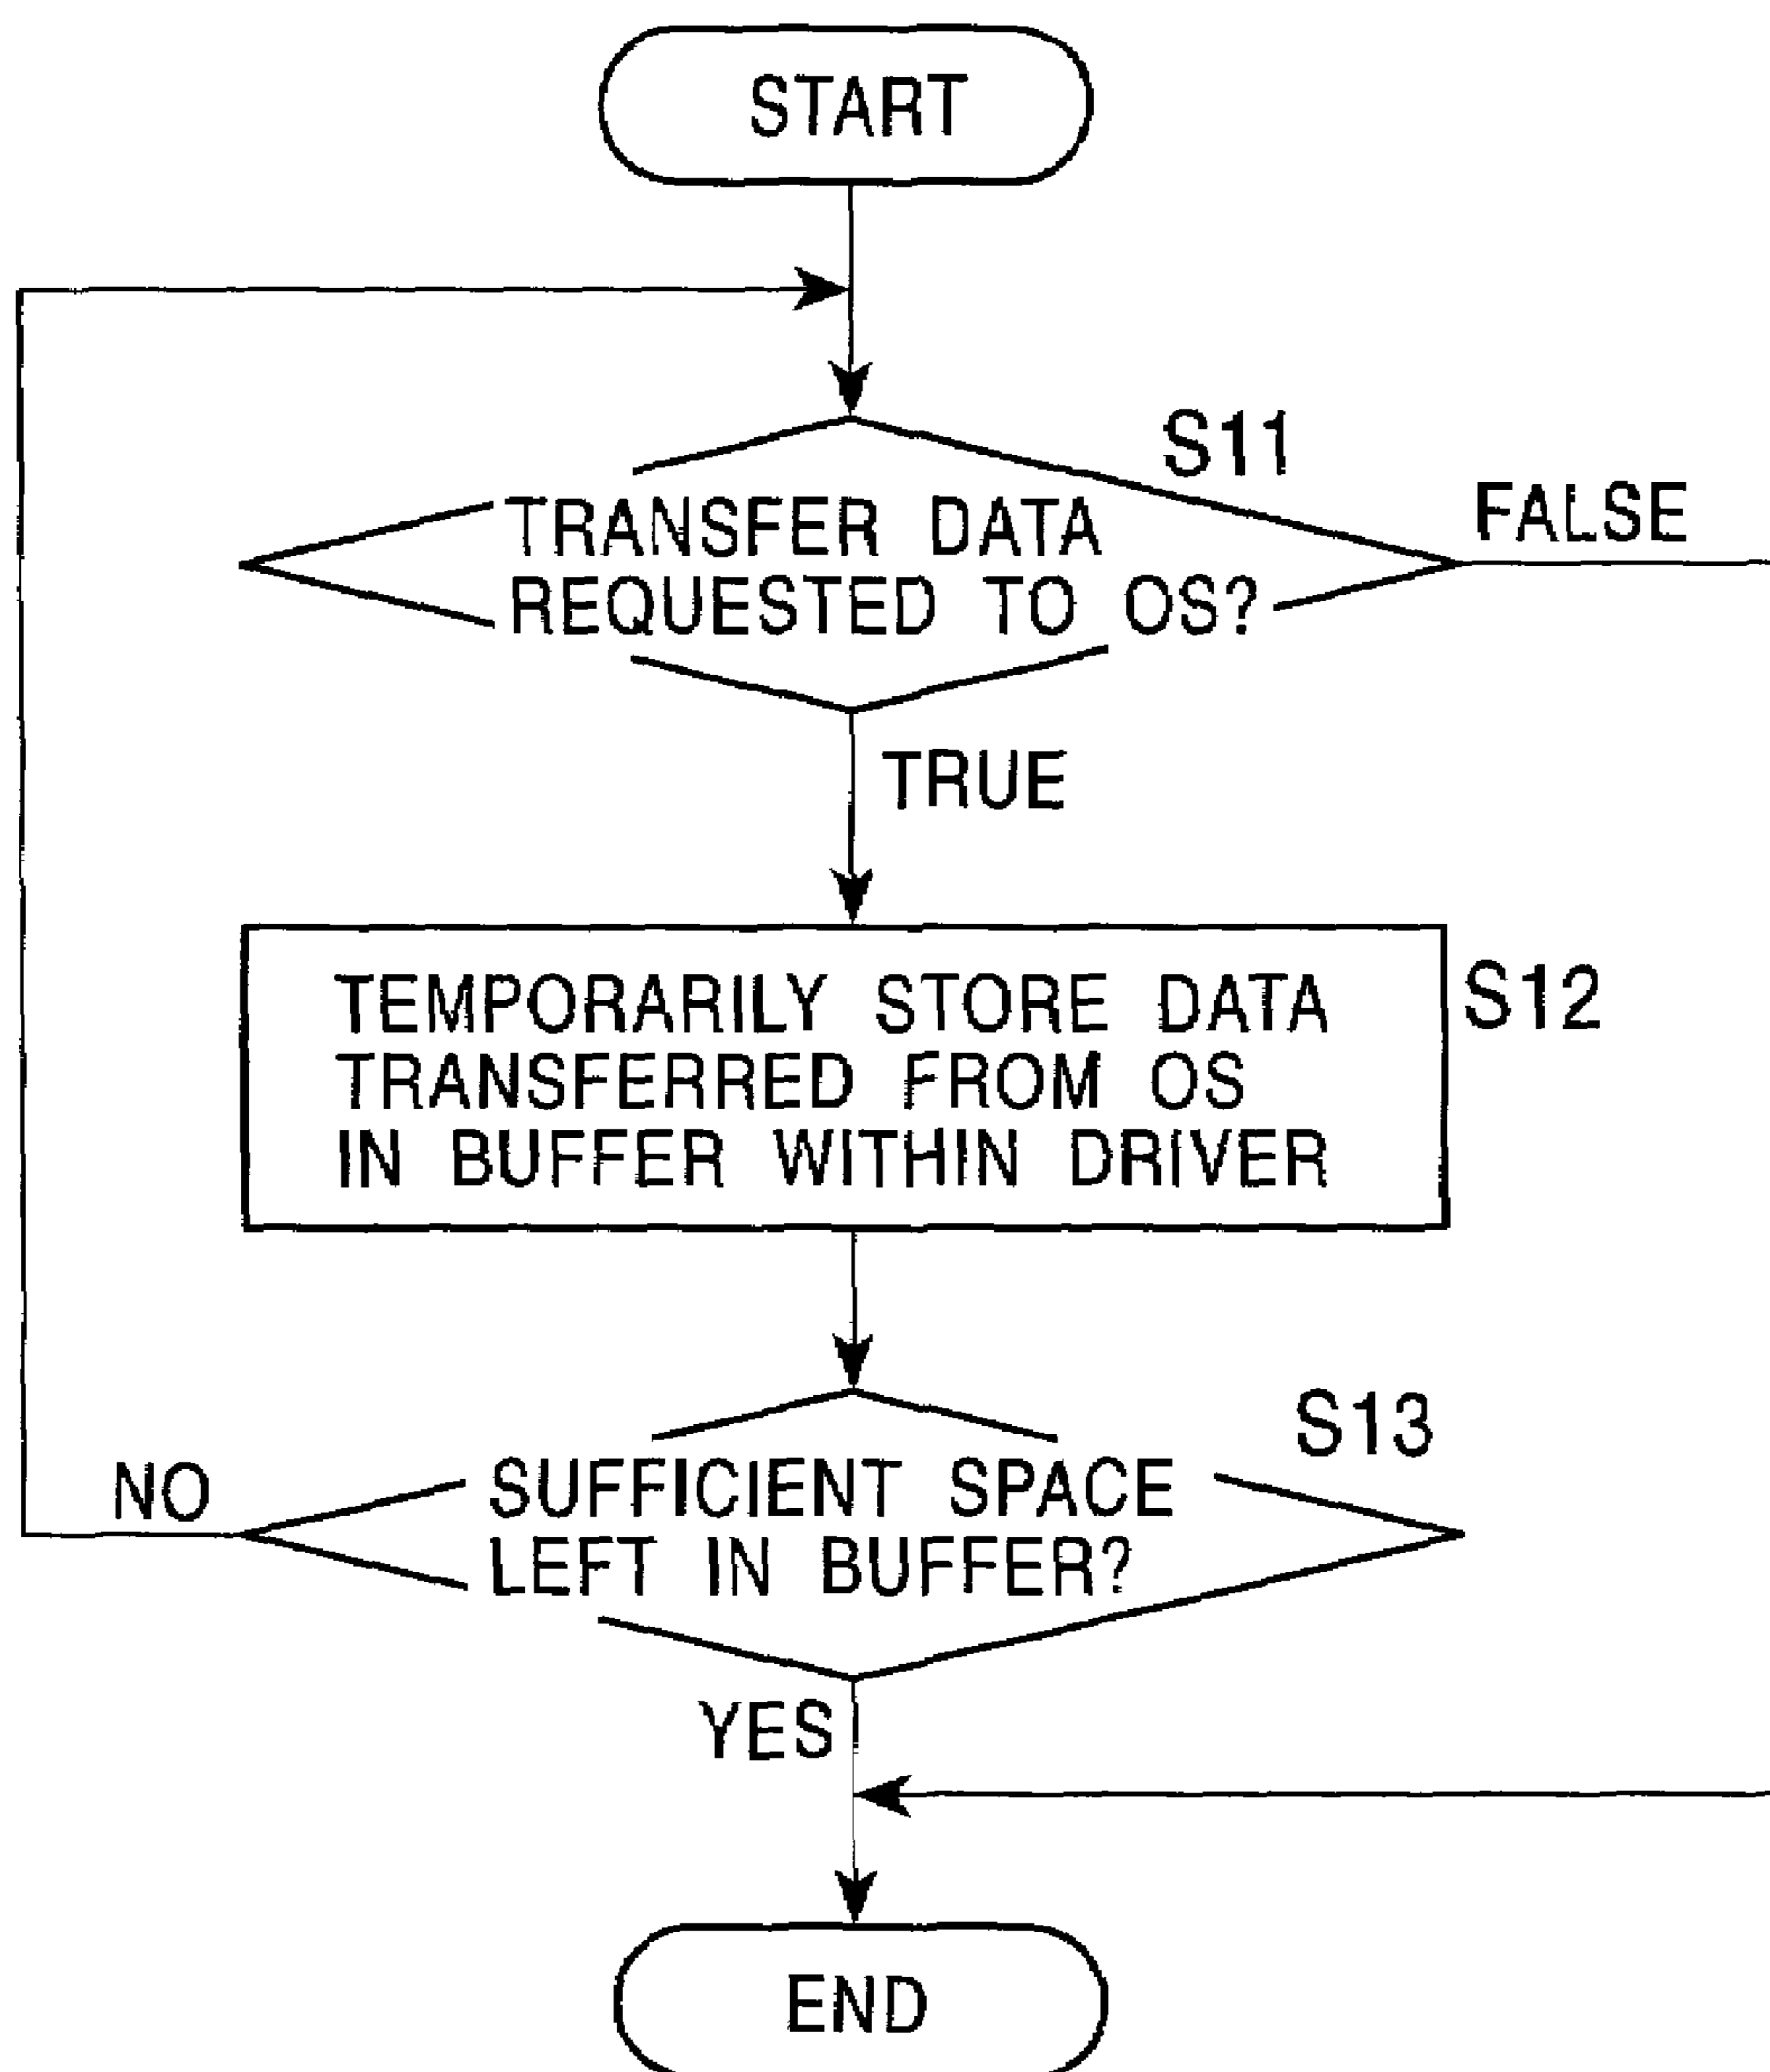 START
S11
TRANSFER DATA
REQUESTED TO OS?
FALSE
TRUE
TEMPORARILY STORE DATA
TRANSFERRED FROM OS
IN BUFFER WITHIN DRIVER
S12
S13
SUFFICIENT SPACE
LEFT IN BUFFER?
NO
YES
END